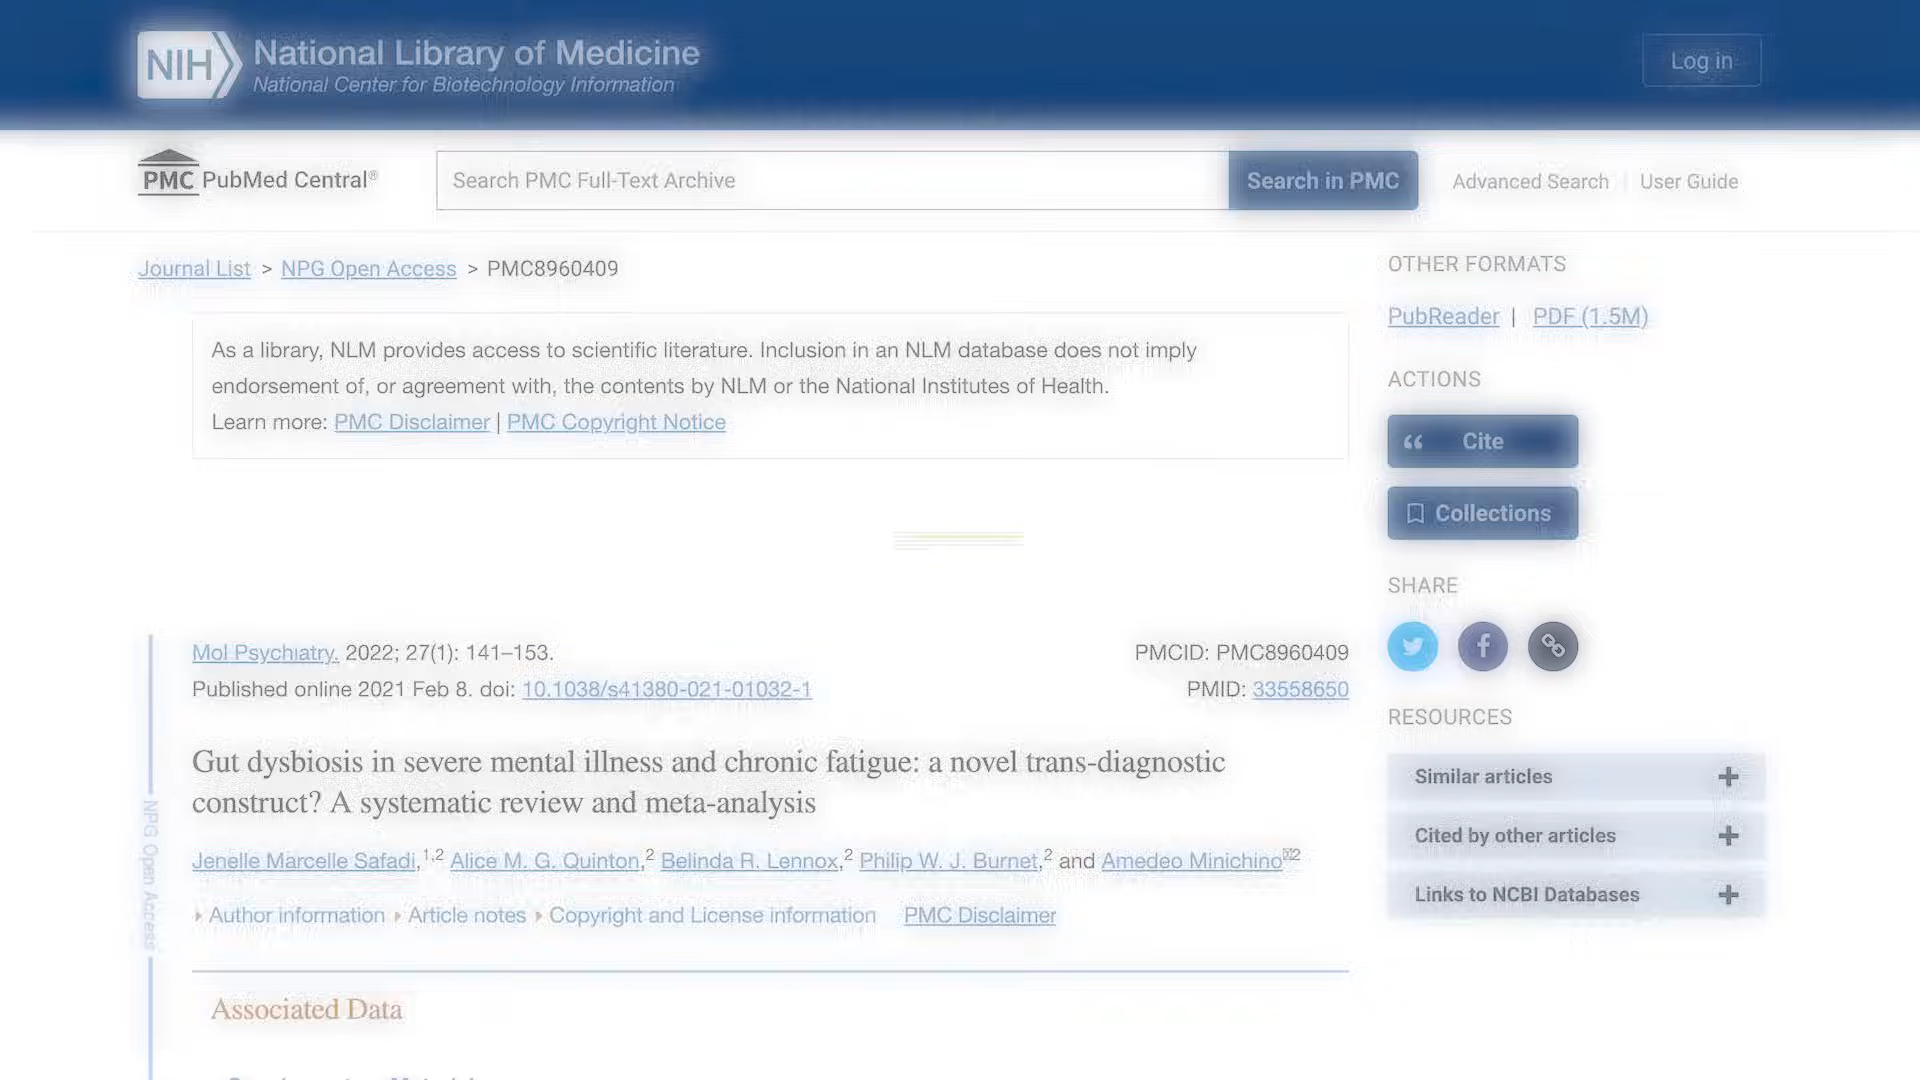 NIH National Library of Medicine
National Center for Biotechnology Information
Log in
PMC PubMed Central®
Search PMC Full-Text Archive
Search in PMC
Advanced Search
User Guide
Journal List > NPG Open Access > PMC8960409
As a library, NLM provides access to scientific literature. Inclusion in an NLM database does not imply
endorsement of, or agreement with, the contents by NLM or the National Institutes of Health.
Learn more: PMC Disclaimer | PMC Copyright Notice
Mol Psychiatry. 2022; 27(1): 141–153.
Published online 2021 Feb 8. doi: 10.1038/s41380-021-01032-1
PMCID: PMC8960409
PMID: 33558650
Gut dysbiosis in severe mental illness and chronic fatigue: a novel trans-diagnostic
construct? A systematic review and meta-analysis
Jenelle Marcelle Safadi,1,2 Alice M. G. Quinton,2 Belinda R. Lennox,2 Philip W. J. Burnet,2 and Amedeo Minichino2
Author information Article notes Copyright and License information PMC Disclaimer
NPG Open Access
Associated Data
OTHER FORMATS
PubReader | PDF (1.5M)
ACTIONS
Cite
Collections
SHARE
RESOURCES
Similar articles
Cited by other articles
Links to NCBI Databases